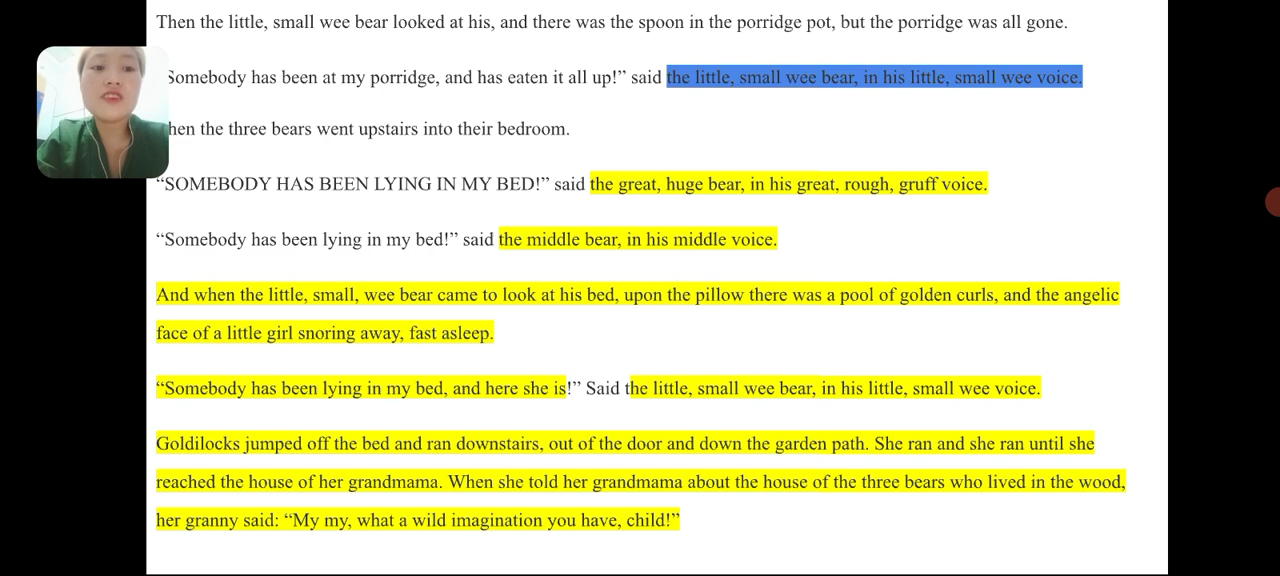 Then the little, small wee bear looked at his, and there was the spoon in the porridge pot, but the porridge was all gone.
Somebody has been at my porridge, and has eaten it all up!” said the little, small wee bear, in his little, small wee voice.
hen the three bears went upstairs into their bedroom.
“SOMEBODY HAS BEEN LYING IN MY BED!” said the great, huge bear, in his great, rough, gruff voice.
“Somebody has been lying in my bed!” said the middle bear, in his middle voice.
And when the little, small, wee bear came to look at his bed, upon the pillow there was a pool of golden curls, and the angelic
face of a little girl snoring away, fast asleep.
“Somebody has been lying in my bed, and here she is!” Said the little, small wee bear, in his little, small wee voice.
Goldilocks jumped off the bed and ran downstairs, out of the door and down the garden path. She ran and she ran until she
reached the house of her grandmama. When she told her grandmama about the house of the three bears who lived in the wood,
her granny said: “My my, what a wild imagination you have, child!”